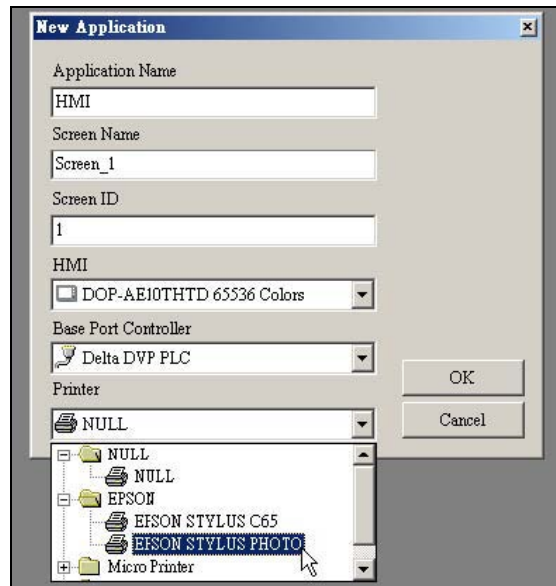 New Application
Application Name
HMI
Screen Name
Screen_1
Screen ID
1
HMI
DOP-AE10THTD 65536 Colors
Base Port Controller
Delta DVP PLC
Printer
OK
NULL
Cancel
NULL
NULL
EPSON
EPSON STYLUS C65
EPSON STYLUS PHOTO
Micro Printer